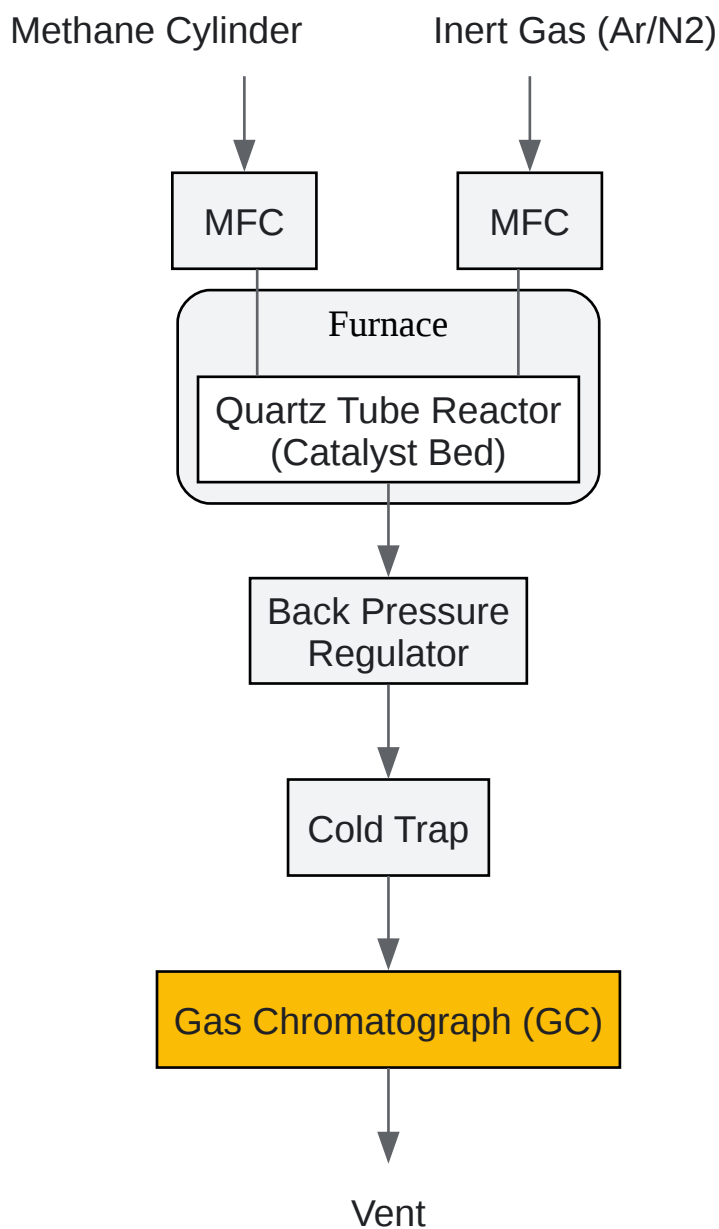 Methane Cylinder
Inert Gas (Ar/N2)
MFC
MFC
Furnace
Quartz Tube Reactor
(Catalyst Bed)
Back Pressure
Regulator
Cold Trap
Gas Chromatograph (GC)
Vent